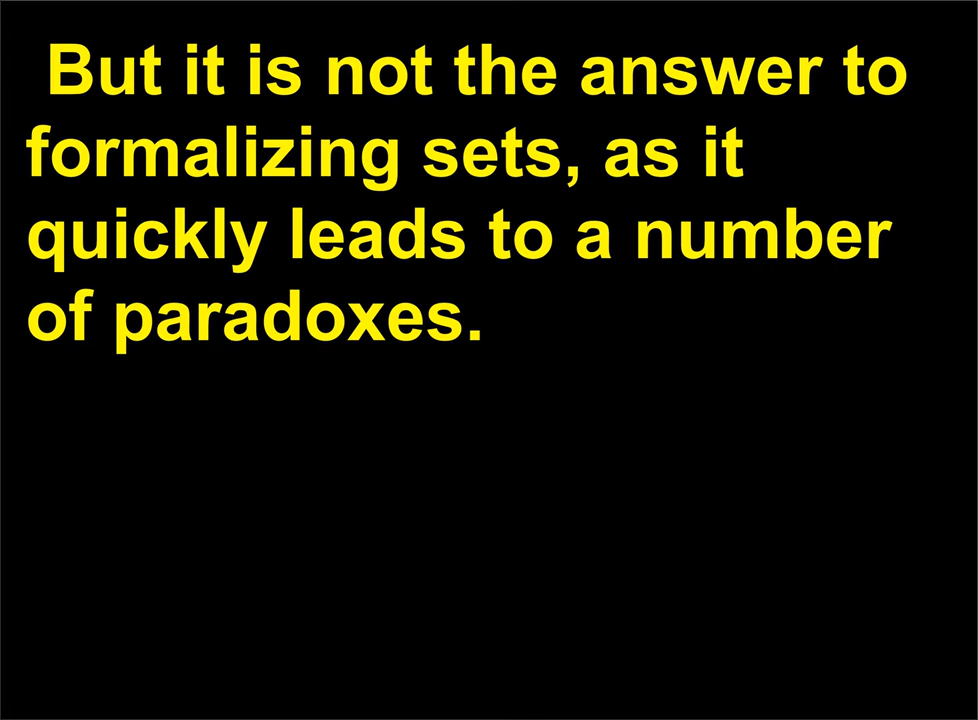 But it is not the answer to
formalizing sets, as it
quickly leads to a number
of paradoxes.